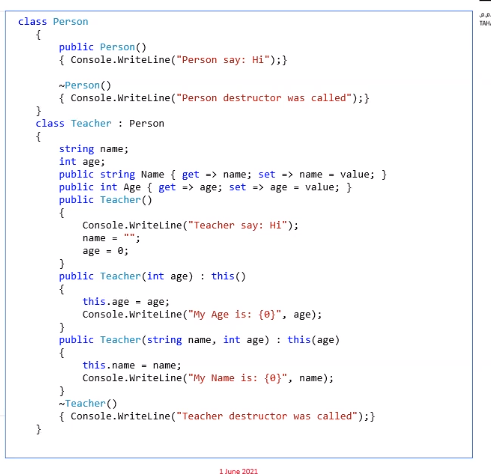 class Person
{
public Person()
{ Console.WriteLine("Person say: Hi");}
~Person()
{ Console.WriteLine("Person destructor was called");}
}
class Teacher : Person
{
string name;
int age;
public string Name { get => name; set => name = value; }
public int Age { get => age; set => age = value; }
public Teacher()
{
Console.WriteLine("Teacher say: Hi");
name = "";
age = 0;
}
public Teacher(int age) : this()
{
this.age = age;
Console.WriteLine("My Age is: {0}", age);
}
public Teacher(string name, int age) : this(age)
{
this.name = name;
Console.WriteLine("My Name is: {0}", name);
}
~Teacher()
{ Console.WriteLine("Teacher destructor was called");}
}
1 June 2021